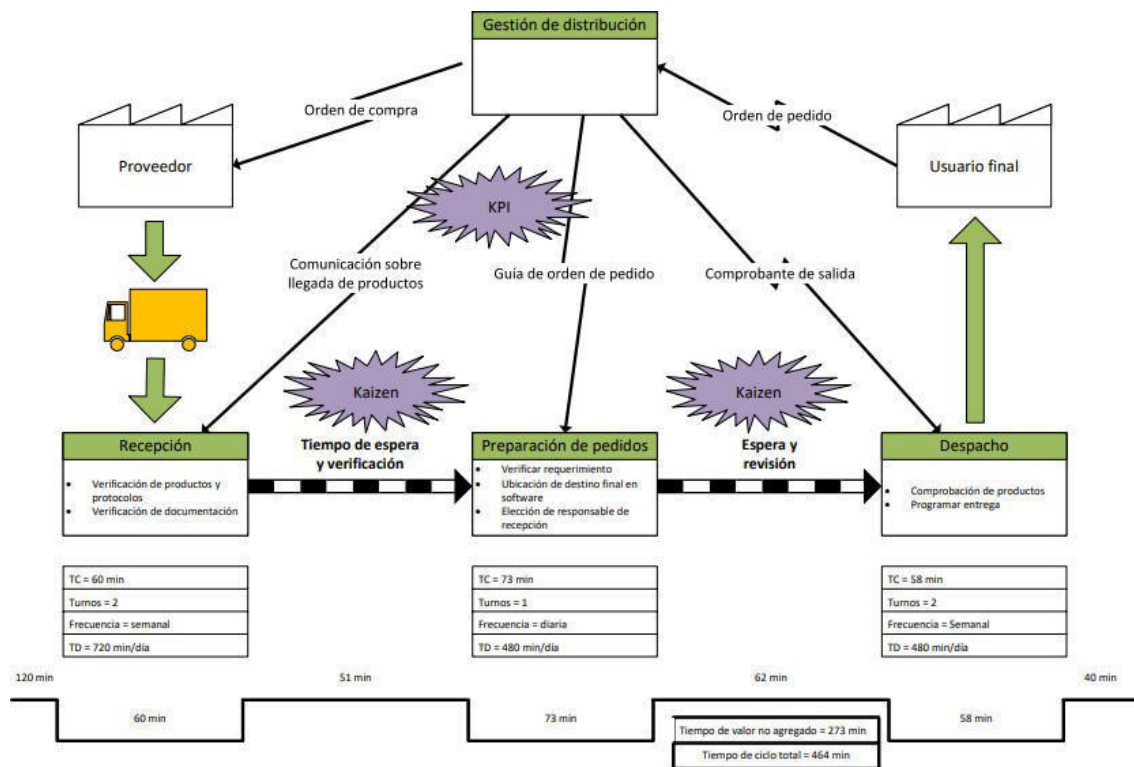 Gestión de distribución
Orden de compra
Orden de pedido
Proveedor
Usuario final
KPI
Comunicación sobre
llegada de productos
Guía de orden de pedido
Comprobante de salida
Kaizen
Kaizen
Recepción
Tiempo de espera
y verificación
Preparación de pedidos
Espera y
revisión
Despacho
• Verificación de productos y
protocolos
• Verificación de documentación
• Verificar requerimiento
• Ubicación de destino final en
software
• Elección de responsable de
recepción
• Comprobación de productos
• Programar entrega
TC = 60 min
Turnos = 2
Frecuencia = semanal
TD = 720 min/día
TC = 73 min
Turnos = 1
Frecuencia = diaria
TD = 480 min/día
TC = 58 min
Turnos = 2
Frecuencia = Semanal
TD = 480 min/día
120 min
51 min
62 min
40 min
60 min
73 min
58 min
Tiempo de valor no agregado = 273 min
Tiempo de ciclo total = 464 min